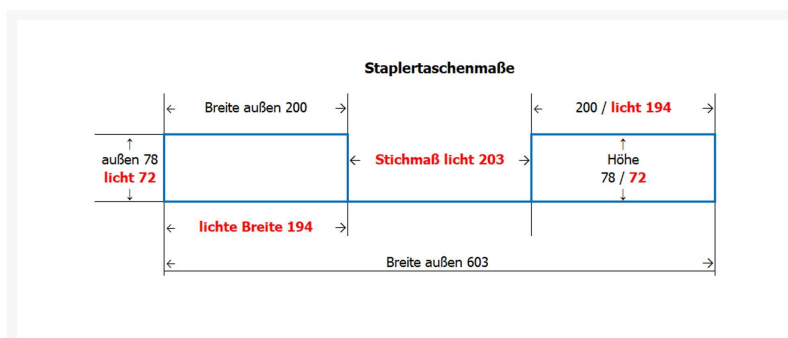 Staplertaschenmaße
← Breite außen 200 →
← 200 / licht 194 →
↑
außen 78
licht 72
↓
← Stichmaß licht 203 →
↑
Höhe
78 / 72
↓
← lichte Breite 194 →
← Breite außen 603 →